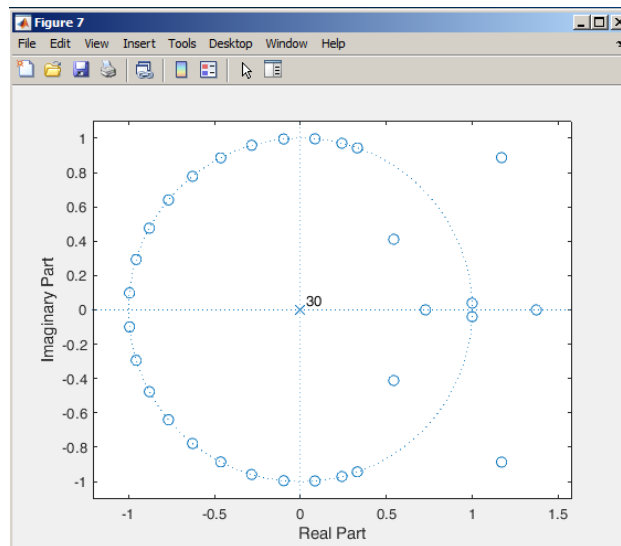 Figure 7
File Edit View Insert Tools Desktop Window Help
1
0.8
0.6
0.4
0.2
0
-0.2
-0.4
-0.6
-0.8
-1
Imaginary Part
30
-1 -0.5 0 0.5 1 1.5
Real Part